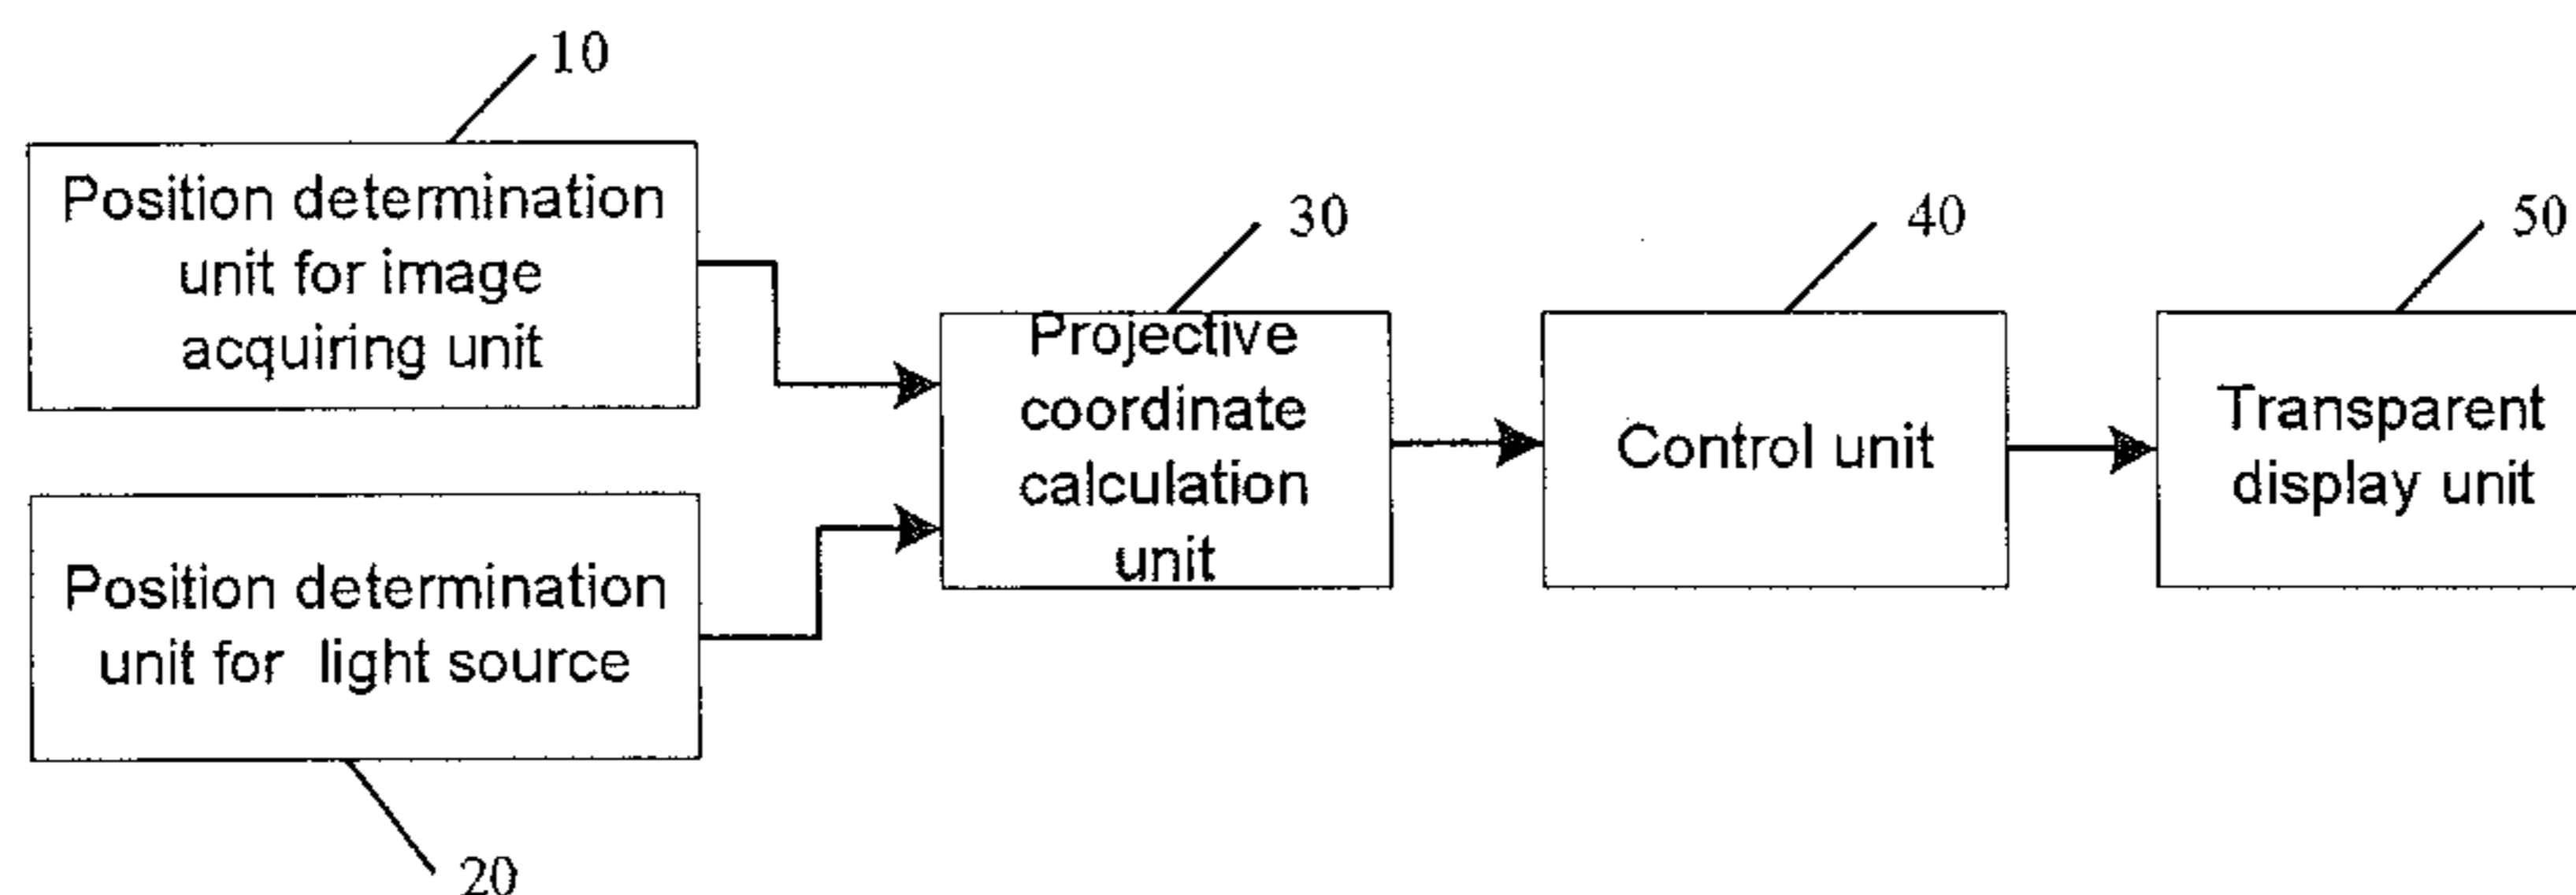 10
Position determination
unit for image
acquiring unit
30
Projective
coordinate
calculation
unit
40
Control unit
50
Transparent
display unit
Position determination
unit for light source
20